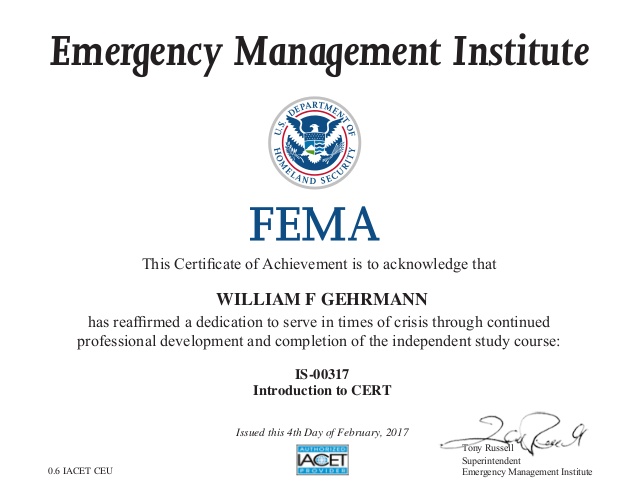 Emergency Management Institute
U.S. DEPARTMENT OF
HOMELAND SECURITY
FEMA
This Certificate of Achievement is to acknowledge that
WILLIAM F GEHRMANN
has reaffirmed a dedication to serve in times of crisis through continued
professional development and completion of the independent study course:
IS-00317
Introduction to CERT
Issued this 4th Day of February, 2017
Tony Russell
Superintendent
Emergency Management Institute
AUTHORIZED
IACET
PROVIDER
0.6 IACET CEU